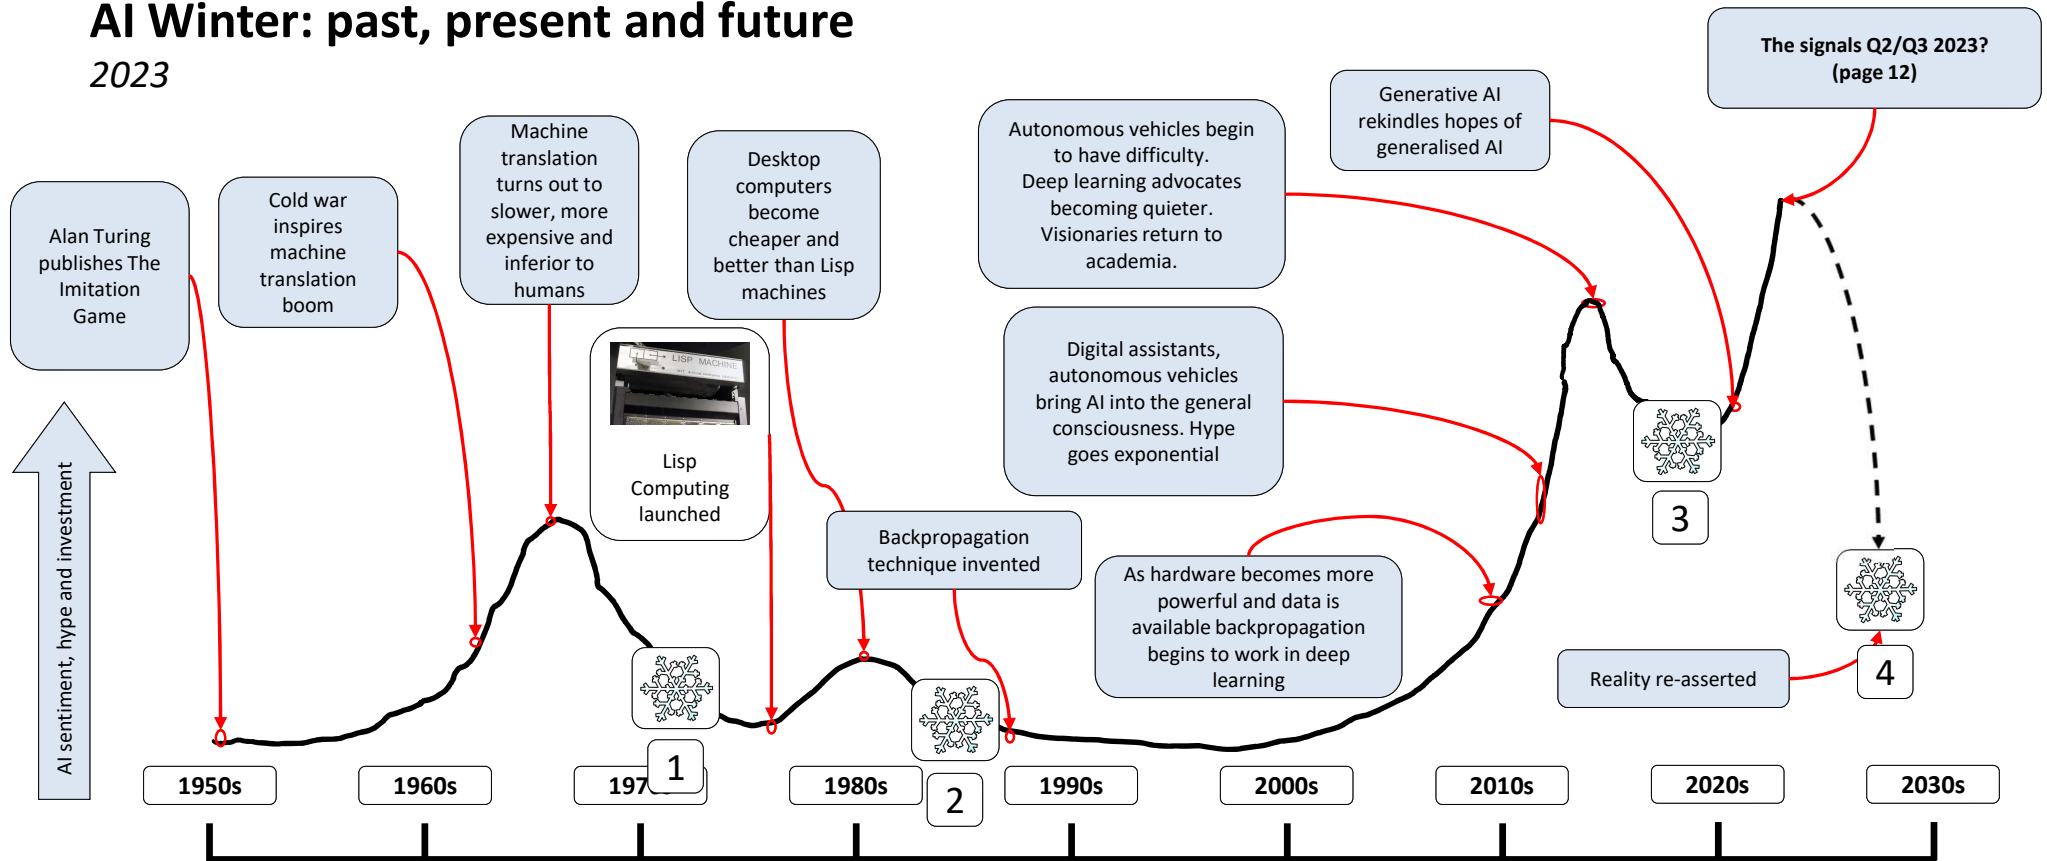 AI Winter: past, present and future
2023
The signals Q2/Q3 2023?
(page 12)
Alan Turing
publishes The
Imitation
Game
Cold war
inspires
machine
translation
boom
Machine
translation
turns out to
slower, more
expensive and
inferior to
humans
LISP MACHINE
Lisp
Computing
launched
Desktop
computers
become
cheaper and
better than Lisp
machines
Backpropagation
technique invented
Autonomous vehicles begin
to have difficulty.
Deep learning advocates
becoming quieter.
Visionaries return to
academia.
Digital assistants,
autonomous vehicles
bring AI into the general
consciousness. Hype
goes exponential
As hardware becomes more
powerful and data is
available backpropagation
begins to work in deep
learning
Generative AI
rekindles hopes of
generalised AI
Reality re-asserted
AI sentiment, hype and investment
1
2
3
4
1950s
1960s
1980s
1990s
2000s
2010s
2020s
2030s